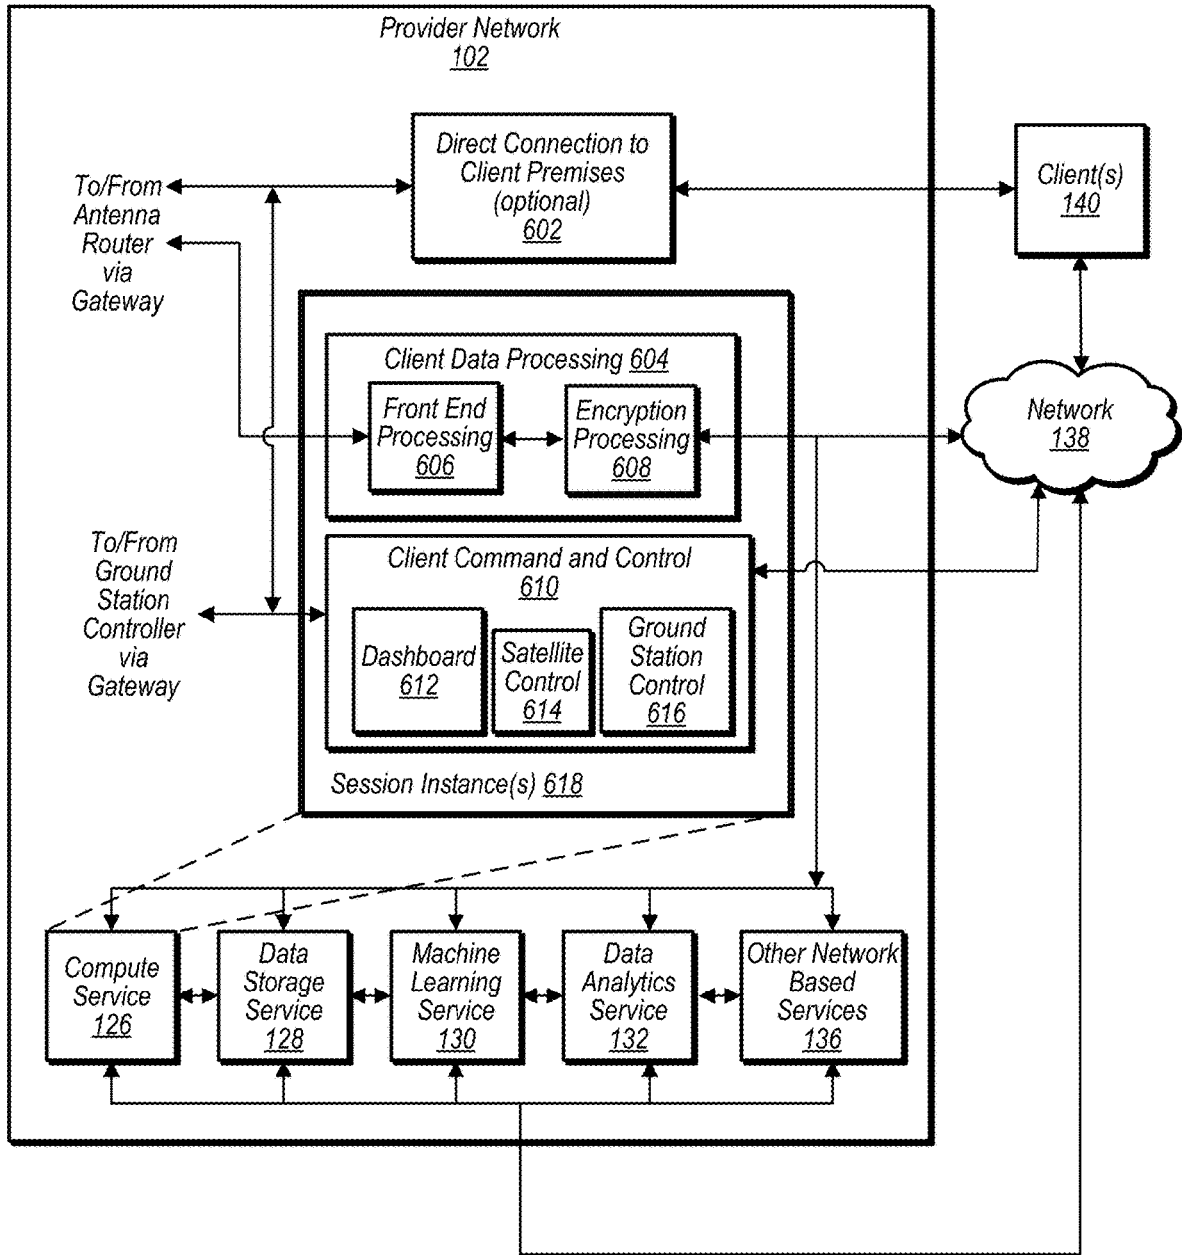 Provider Network
102
Direct Connection to
Client Premises
(optional)
602
Client(s)
140
To/From
Antenna
Router
via
Gateway
Client Data Processing 604
Front End
Processing
606
Encryption
Processing
608
Network
138
To/From
Ground
Station
Controller
via
Gateway
Client Command and Control
610
Dashboard
612
Satellite
Control
614
Ground
Station
Control
616
Session Instance(s) 618
Compute
Service
126
Data
Storage
Service
128
Machine
Learning
Service
130
Data
Analytics
Service
132
Other Network
Based
Services
136